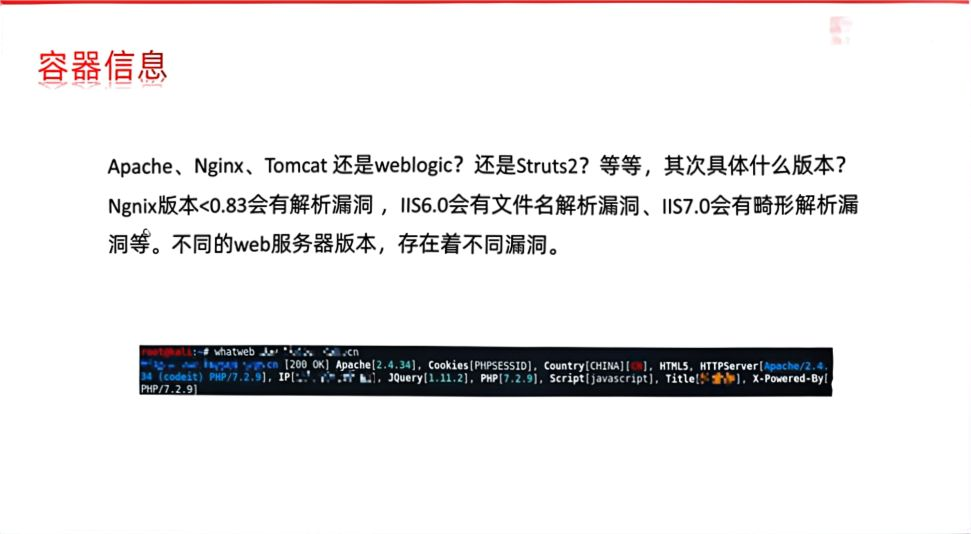 容器信息
Apache、Nginx、Tomcat 还是weblogic？还是Struts2？等等，其次具体什么版本？
Ngnix版本<0.83会有解析漏洞 ，IIS6.0会有文件名解析漏洞、IIS7.0会有畸形解析漏
洞等。不同的web服务器版本，存在着不同漏洞。
root@kali:~# whatweb .cn
.cn [200 OK] Apache[2.4.34], Cookies[PHPSESSID], Country[CHINA][CN], HTML5, HTTPServer[Apache/2.4.
34 (codeit) PHP/7.2.9], IP[], JQuery[1.11.2], PHP[7.2.9], Script[javascript], Title[], X-Powered-By[
PHP/7.2.9]